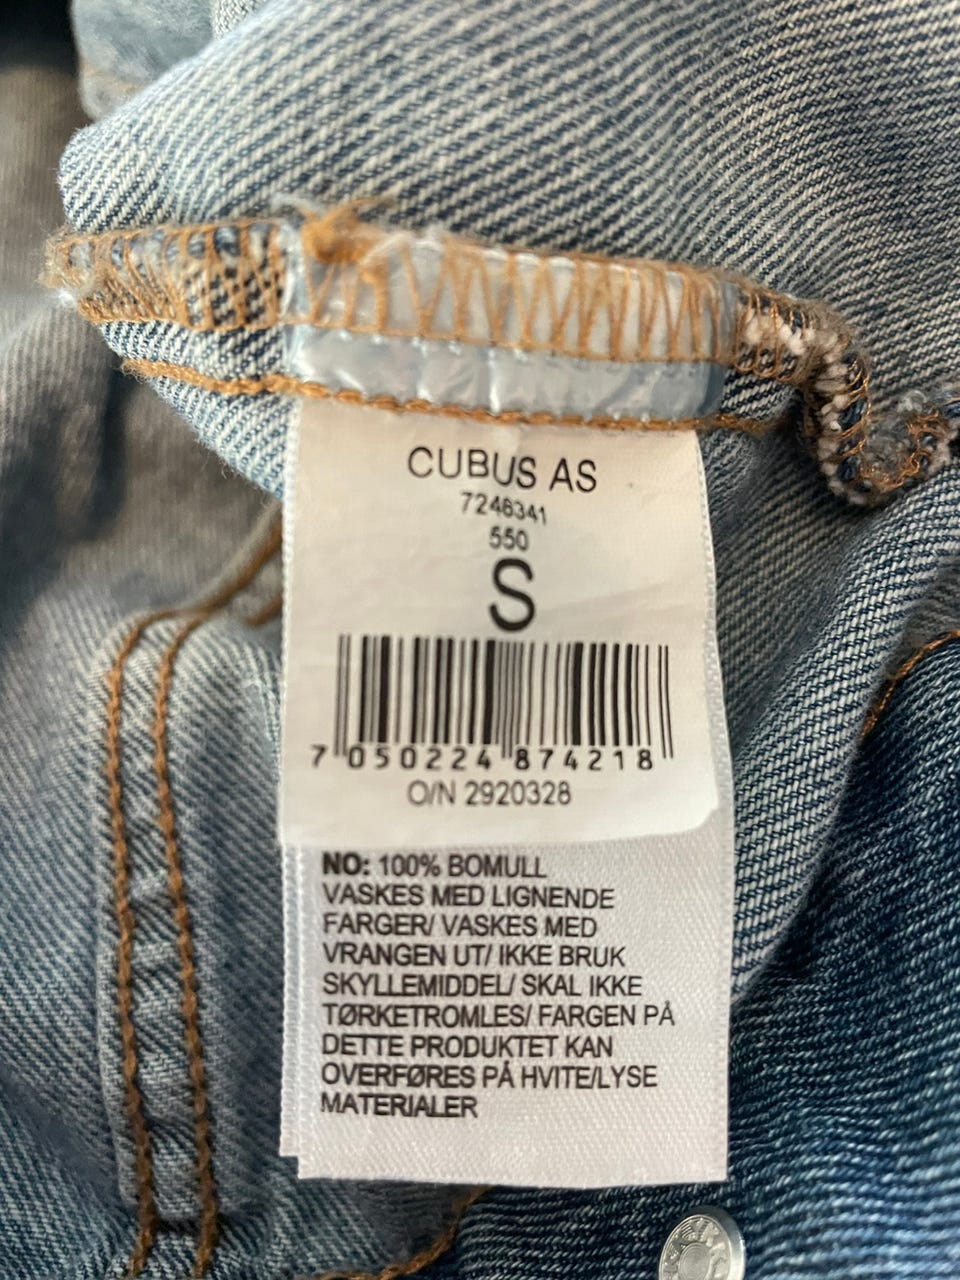 CUBUS AS
7246341
550
S
7 050224 874218
O/N 2920328
NO: 100% BOMULL
VASKES MED LIGNENDE
FARGER/ VASKES MED
VRANGEN UT/ IKKE BRUK
SKYLLEMIDDEL/ SKAL IKKE
TØRKETROMLES/ FARGEN PÅ
DETTE PRODUKTET KAN
OVERFØRES PÅ HVITE/LYSE
MATERIALER